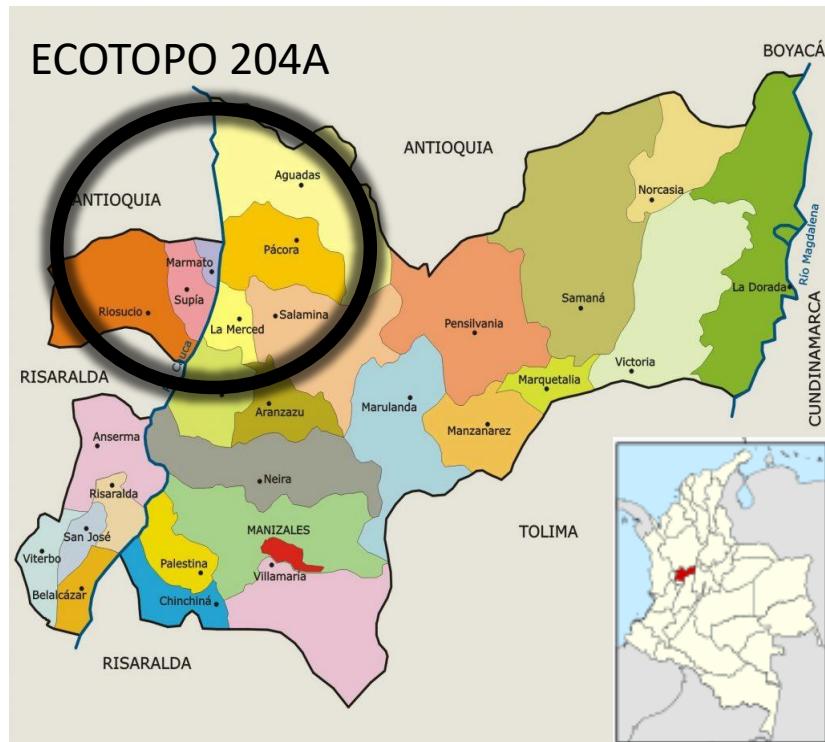 ECOTOPO 204A
BOYACÁ
ANTIOQUIA
ANTIOQUIA
Aguadas
Norcasia
Pácora
Marmato
Río Magdalena
Supía
Riosucio
La Merced
Salamina
Samaná
La Dorada
Pensilvania
Cauca
RISARALDA
Victoria
Marquetalia
CUNDINAMARCA
Aranzazu
Marulanda
Manzanarez
Anserma
Neira
Risaralda
San José
MANIZALES
TOLIMA
Viterbo
Palestina
Villamaria
Belalcázar
Chinchiná
RISARALDA